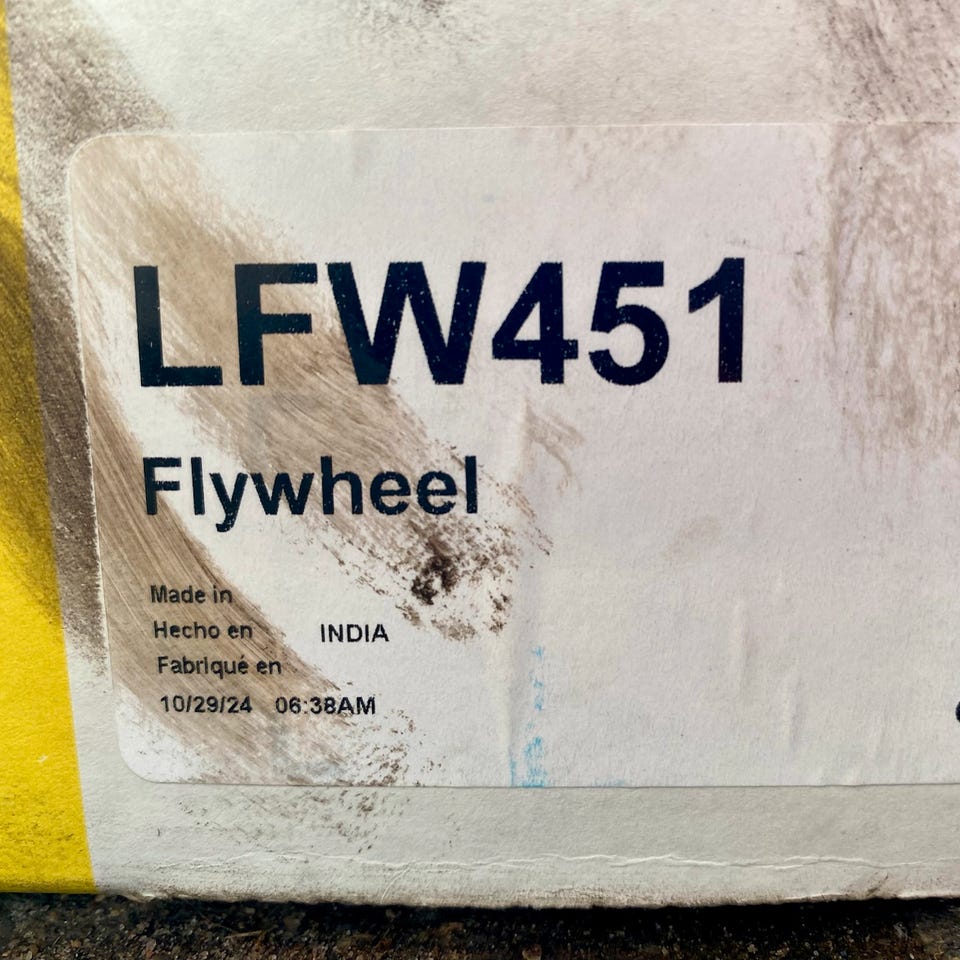 LFW451
Flywheel
Made in
Hecho en INDIA
Fabriqué en
10/29/24 06:38AM